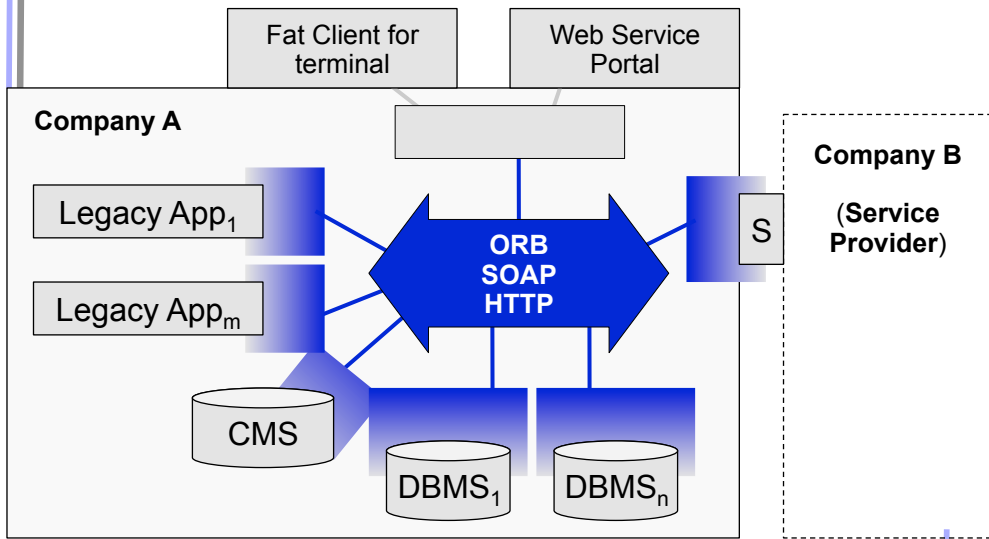 Fat Client for
terminal
Web Service
Portal
Company A
Company B
(Service
Provider)
Legacy App1
S
ORB
SOAP
HTTP
Legacy Appm
CMS
DBMS1
DBMSn